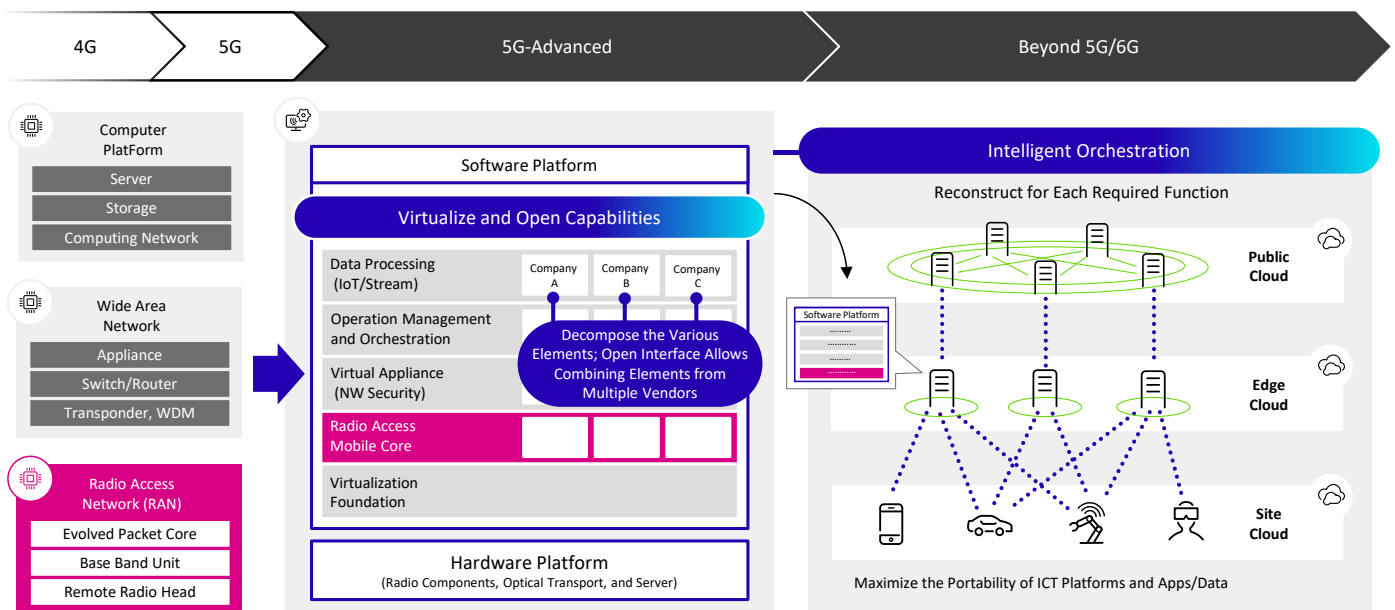 4G
5G
5G-Advanced
Beyond 5G/6G
Computer
PlatForm
Server
Storage
Computing Network
Wide Area
Network
Appliance
Switch/Router
Transponder, WDM
Radio Access
Network (RAN)
Evolved Packet Core
Base Band Unit
Remote Radio Head
Software Platform
Virtualize and Open Capabilities
Data Processing
(IoT/Stream)
Company
A
Company
B
Company
C
Operation Management
and Orchestration
Decompose the Various
Elements; Open Interface Allows
Combining Elements from
Multiple Vendors
Virtual Appliance
(NW Security)
Radio Access
Mobile Core
Virtualization
Foundation
Hardware Platform
(Radio Components, Optical Transport, and Server)
Intelligent Orchestration
Reconstruct for Each Required Function
Public
Cloud
Software Platform
.........
............
.........
............
Edge
Cloud
Site
Cloud
Maximize the Portability of ICT Platforms and Apps/Data